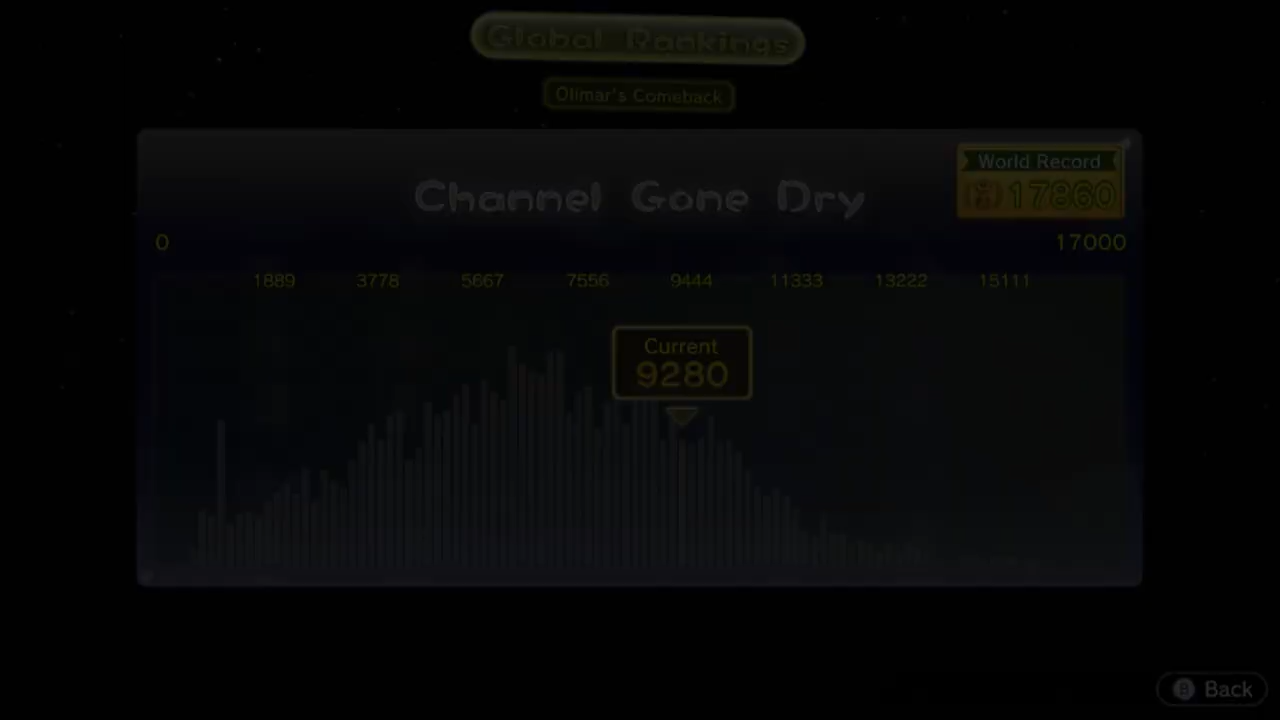 Global Rankings
Olimar's Comeback
World Record
17860
Channel Gone Dry
0
17000
1889 3778 5667 7556 9444 11333 13222 15111
Current
9280
B Back